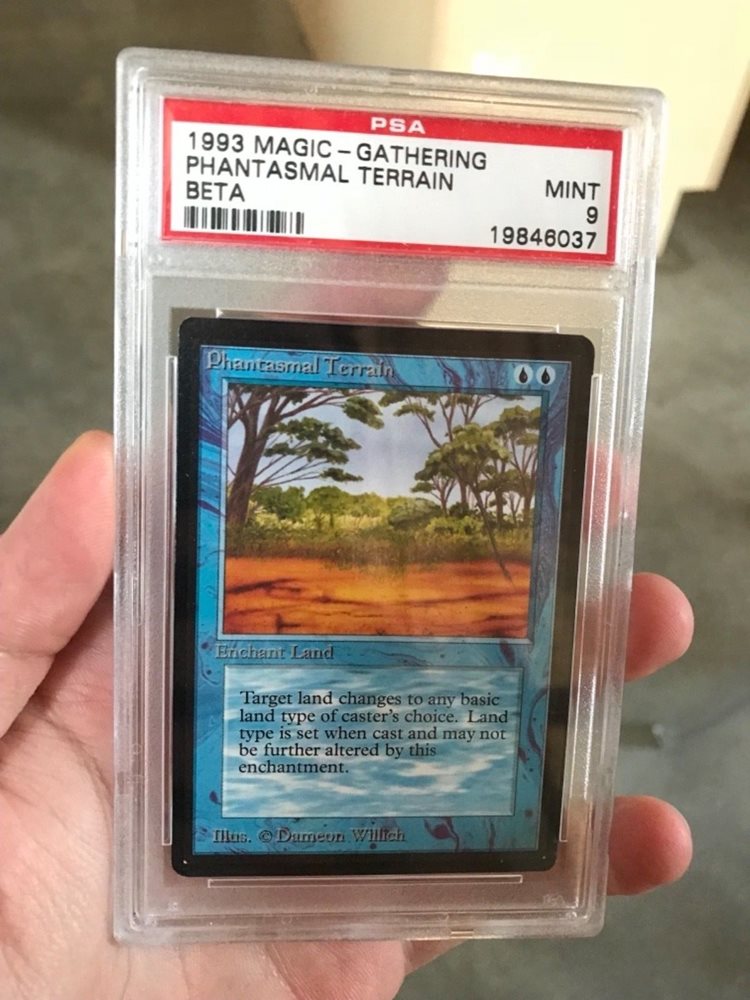 PSA
1993 MAGIC - GATHERING
PHANTASMAL TERRAIN
MINT
BETA
9
19846037
Phantasmal Terrain
Enchant Land
Target land changes to any basic
land type of caster's choice. Land
type is set when cast and may not
be further altered by this
enchantment.
Illus. © Dameon Willich